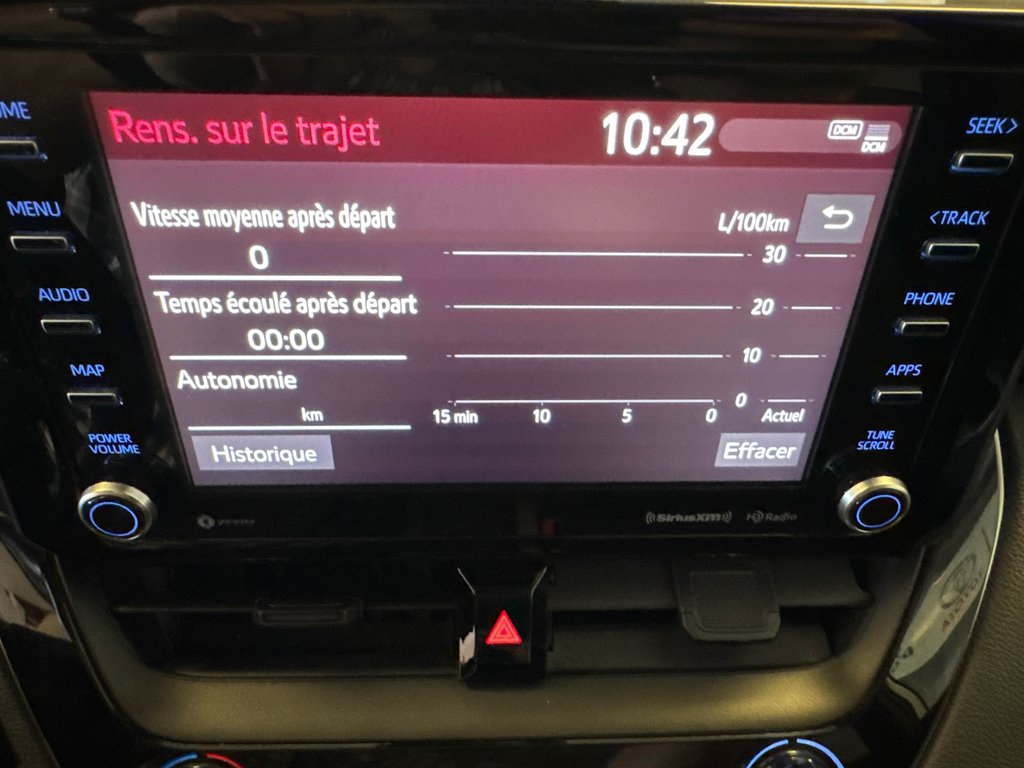 Rens. sur le trajet
10:42
DCM
DCM
Vitesse moyenne après départ
0
Temps écoulé après départ
00:00
Autonomie
km
Historique
L/100km
30
20
10
0
15 min 10 5 0 Actuel
Effacer
MENU
AUDIO
MAP
POWER
VOLUME
SEEK>
<TRACK
PHONE
APPS
TUNE
SCROLL
((SiriusXM))
HD Radio